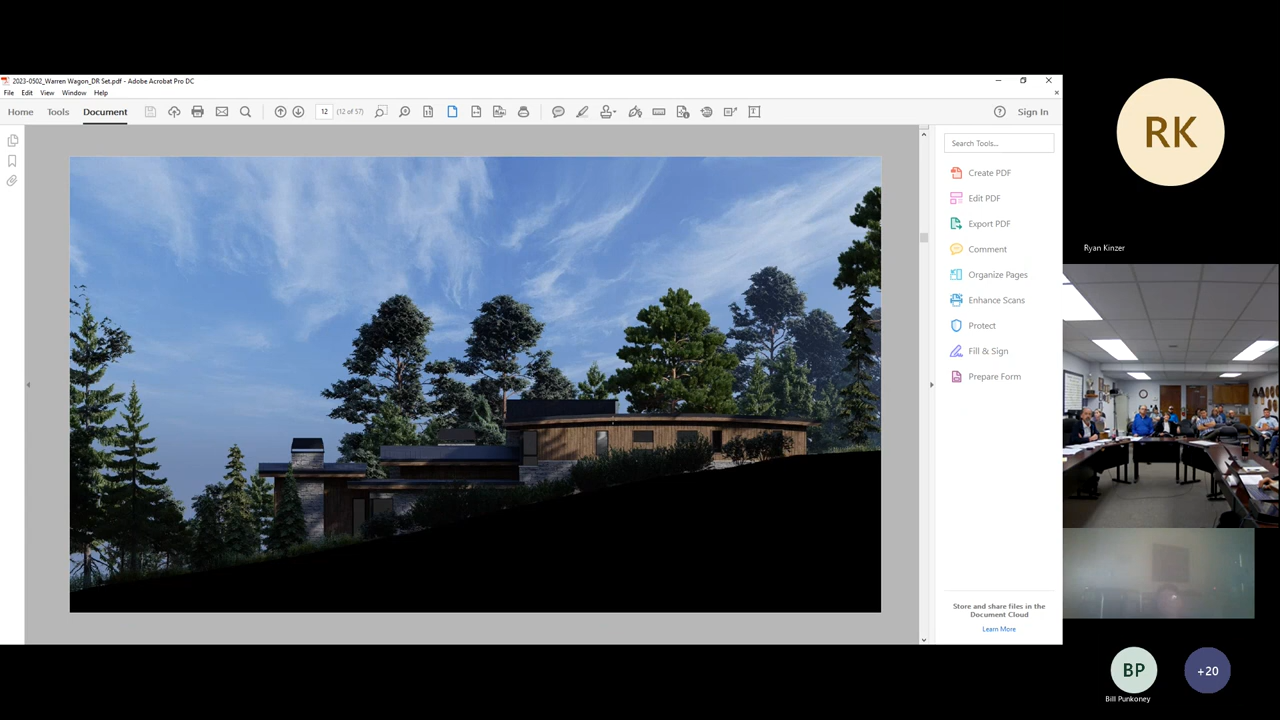 2023-0502_Warren Wagon_DR Set.pdf - Adobe Acrobat Pro DC
File Edit View Window Help
Home Tools Document 12 (12 of 57) Sign In
Search Tools...
Create PDF
Edit PDF
Export PDF
Comment
Organize Pages
Enhance Scans
Protect
Fill & Sign
Prepare Form
Store and share files in the
Document Cloud
Learn More
RK
Ryan Kinzer
BP
+20
Bill Punkoney